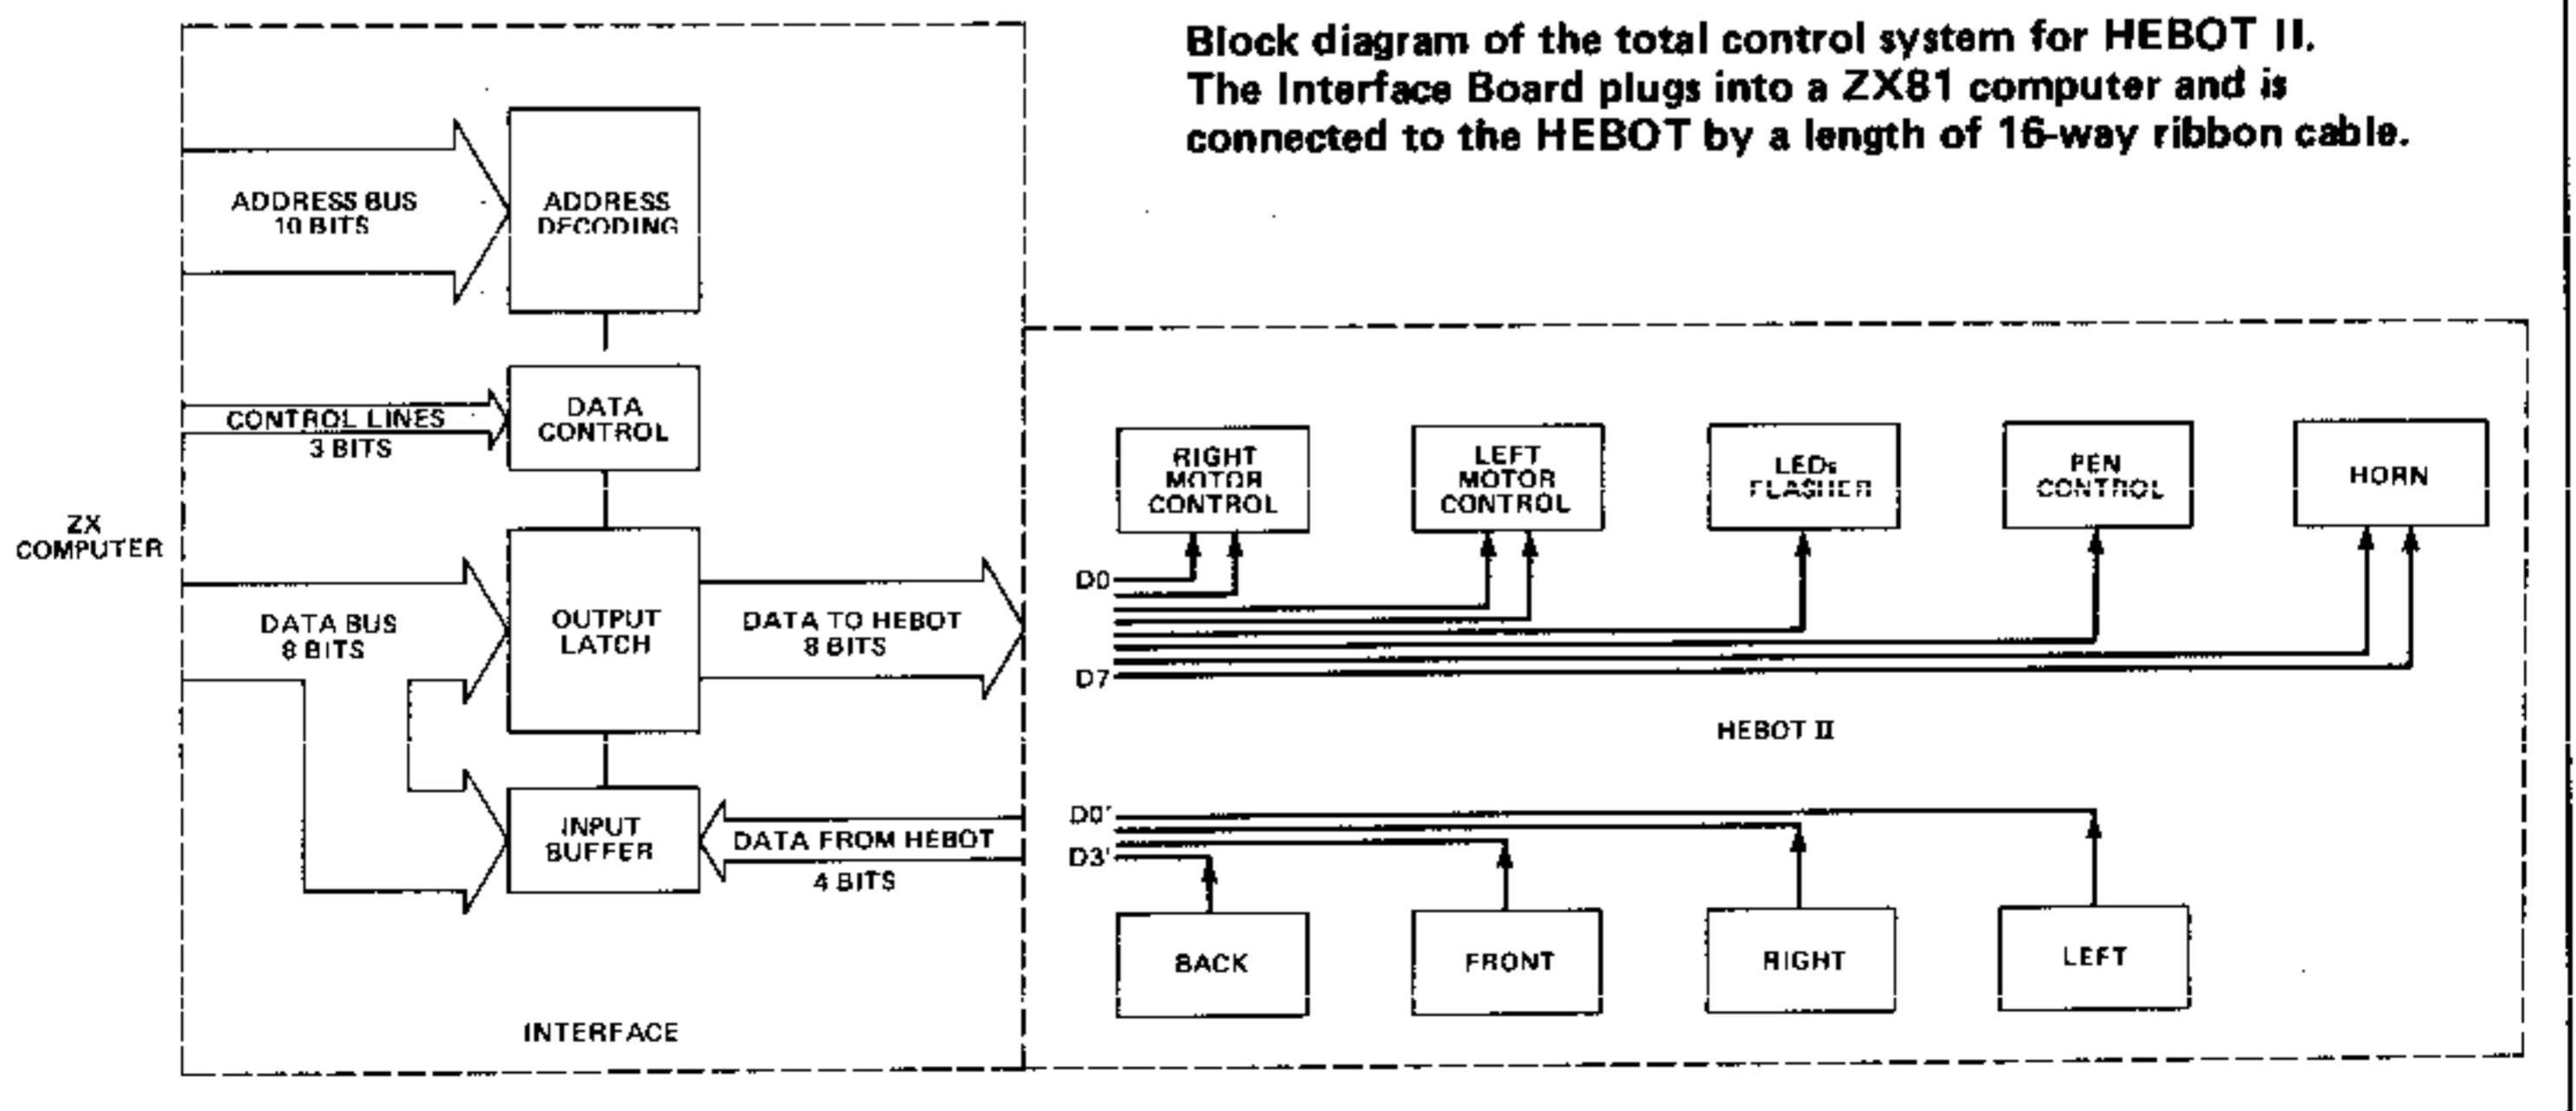 Block diagram of the total control system for HEBOT II.
The Interface Board plugs into a ZX81 computer and is
connected to the HEBOT by a length of 16-way ribbon cable.
ADDRESS BUS
10 BITS
ADDRESS
DECODING
CONTROL LINES
3 BITS
DATA
CONTROL
ZX
COMPUTER
DATA BUS
8 BITS
OUTPUT
LATCH
DATA TO HEBOT
8 BITS
INPUT
BUFFER
DATA FROM HEBOT
4 BITS
INTERFACE
RIGHT
MOTOR
CONTROL
LEFT
MOTOR
CONTROL
LEDs
FLASHER
PEN
CONTROL
HORN
D0
D7
HEBOT II
D0'
D3'
BACK
FRONT
RIGHT
LEFT